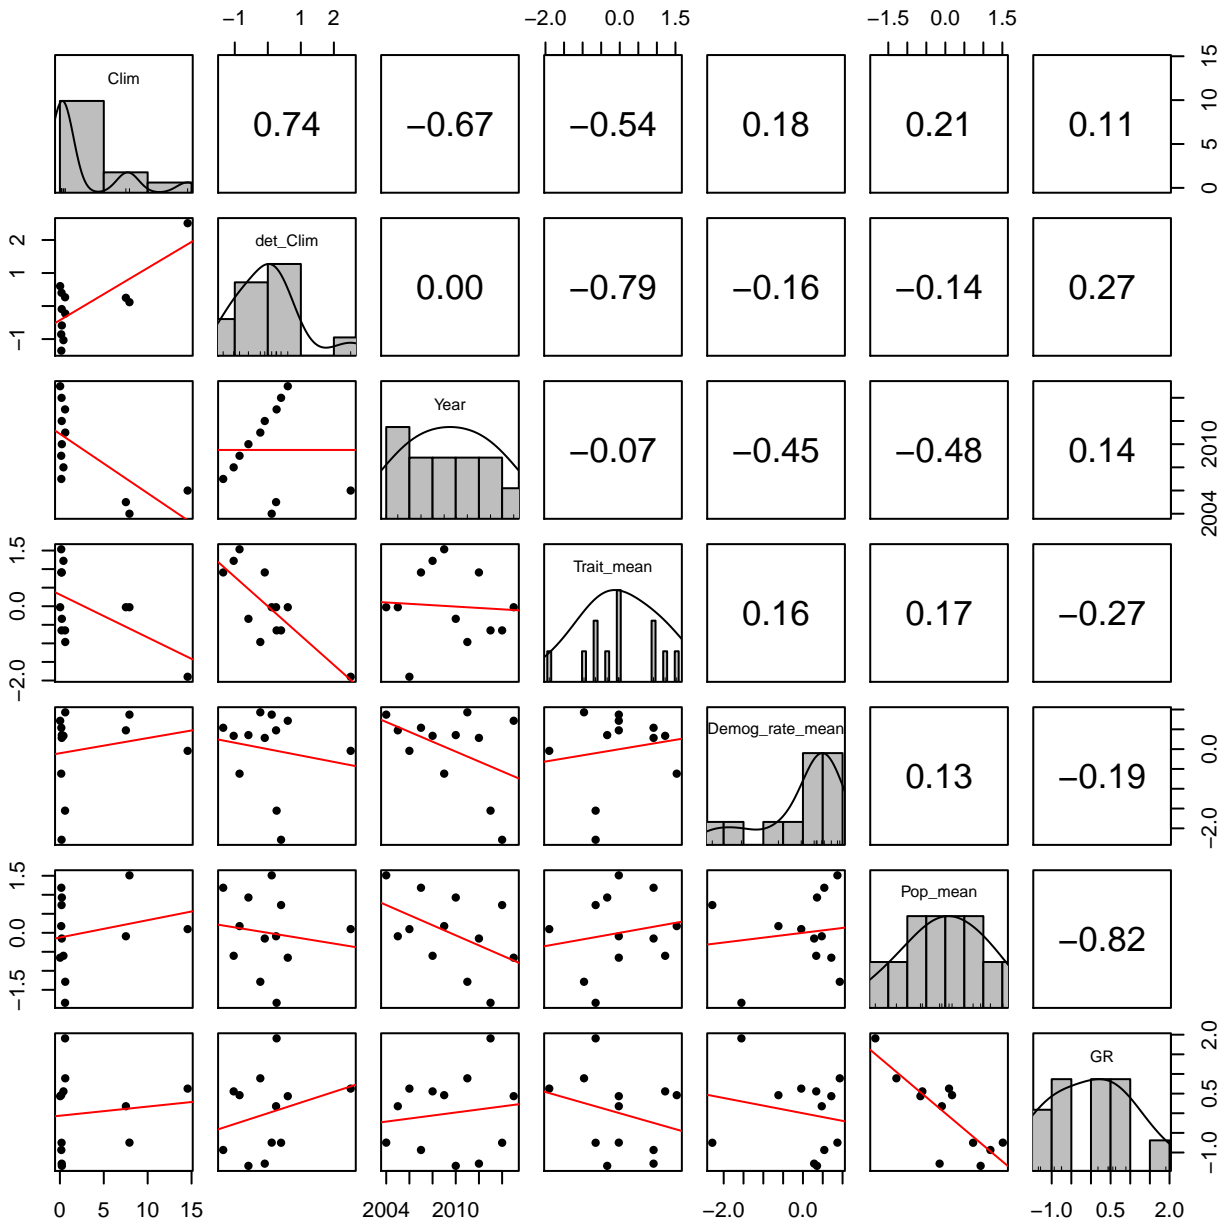 −1 1 2 −2.0 0.0 1.5 −1.5 0.0 1.5
Clim 0.74 −0.67 −0.54 0.18 0.21 0.11 0 5 10 15
−1 1 2 det_Clim 0.00 −0.79 −0.16 −0.14 0.27
Year −0.07 −0.45 −0.48 0.14 2004 2010
−2.0 0.0 1.5 Trait_mean 0.16 0.17 −0.27
Demog_rate_mean 0.13 −0.19 −2.0 0.0
−1.5 0.0 1.5 Pop_mean −0.82
GR −1.0 0.5 2.0
0 5 10 15 2004 2010 −2.0 0.0 −1.0 0.5 2.0